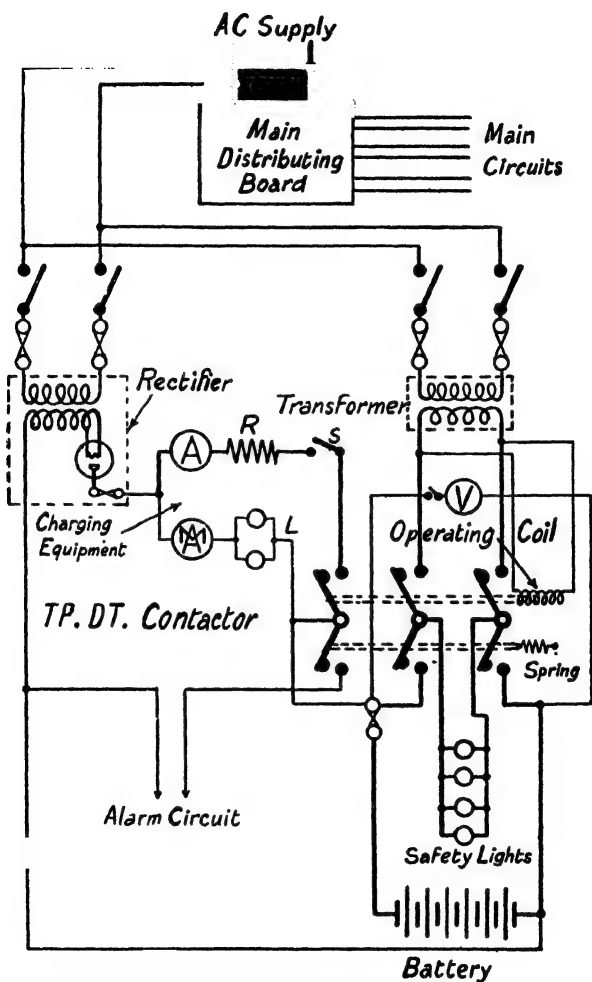 AC Supply
Main
Distributing
Board
Main
Circuits
Rectifier
Transformer
A
R
S
V
Charging
Equipment
A
L
Operating Coil
TP. DT. Contactor
Spring
Alarm Circuit
Safety Lights
Battery